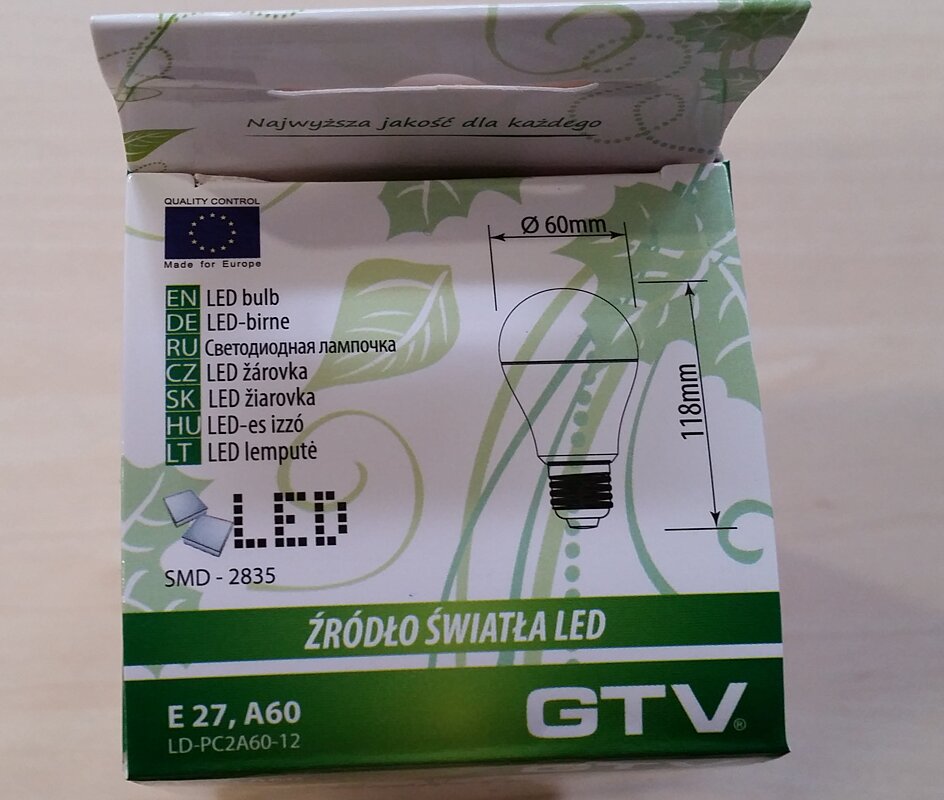 Najwyższa jakość dla każdego
QUALITY CONTROL
Made for Europe
Ø 60mm
118mm
EN LED bulb
DE LED-birne
RU Светодиодная лампочка
CZ LED žárovka
SK LED žiarovka
HU LED-es izzó
LT LED lemputė
LED
SMD - 2835
ŹRÓDŁO ŚWIATŁA LED
E 27, A60
LD-PC2A60-12
GTV®